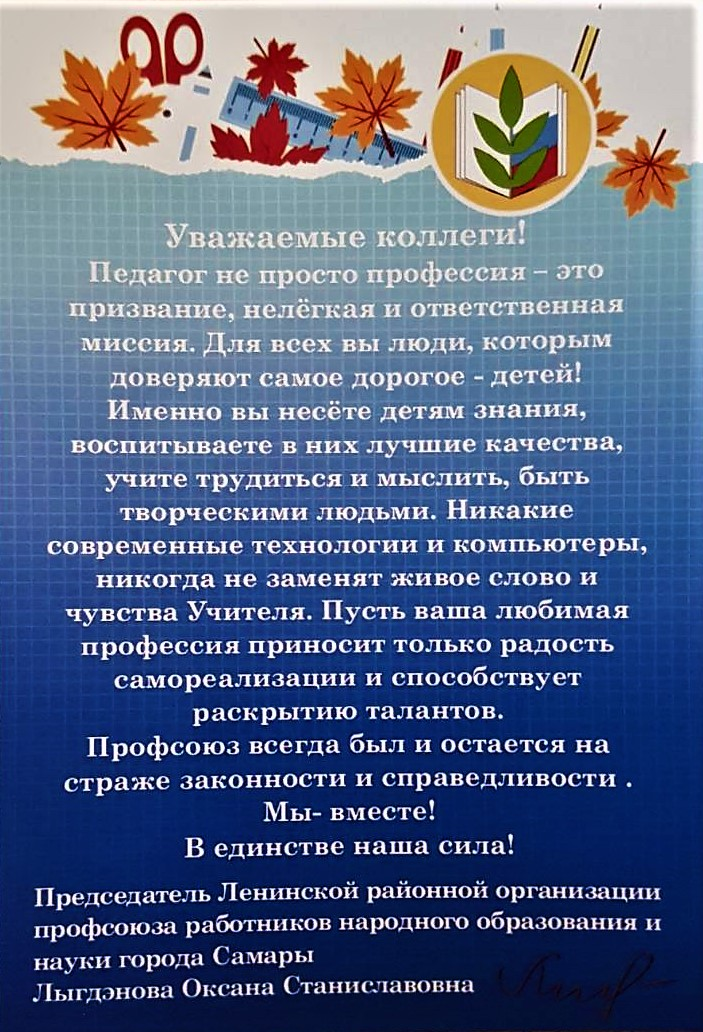 Уважаемые коллеги!
Педагог не просто профессия – это
призвание, нелёгкая и ответственная
миссия. Для всех вы люди, которым
доверяют самое дорогое - детей!
Именно вы несёте детям знания,
воспитываете в них лучшие качества,
учите трудиться и мыслить, быть
творческими людьми. Никакие
современные технологии и компьютеры,
никогда не заменят живое слово и
чувства Учителя. Пусть ваша любимая
профессия приносит только радость
самореализации и способствует
раскрытию талантов.
Профсоюз всегда был и остается на
страже законности и справедливости .
Мы- вместе!
В единстве наша сила!
Председатель Ленинской районной организации
профсоюза работников народного образования и
науки города Самары
Лыгдэнова Оксана Станиславовна